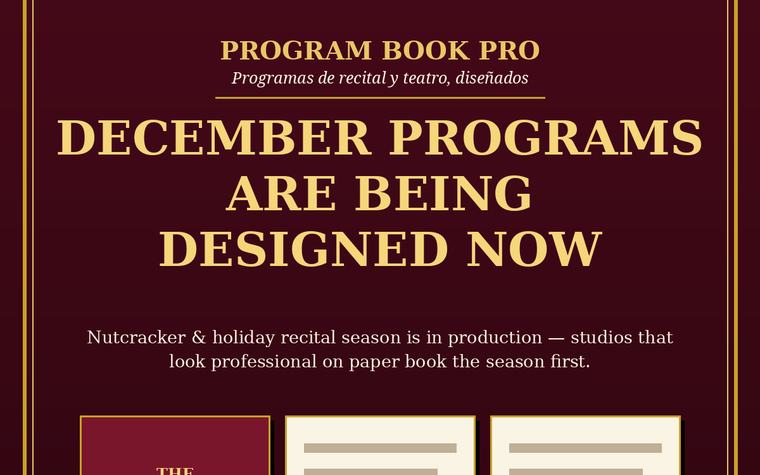 PROGRAM BOOK PRO
Programas de recital y teatro, diseñados
DECEMBER PROGRAMS
ARE BEING
DESIGNED NOW
Nutcracker & holiday recital season is in production — studios that
look professional on paper book the season first.
THE